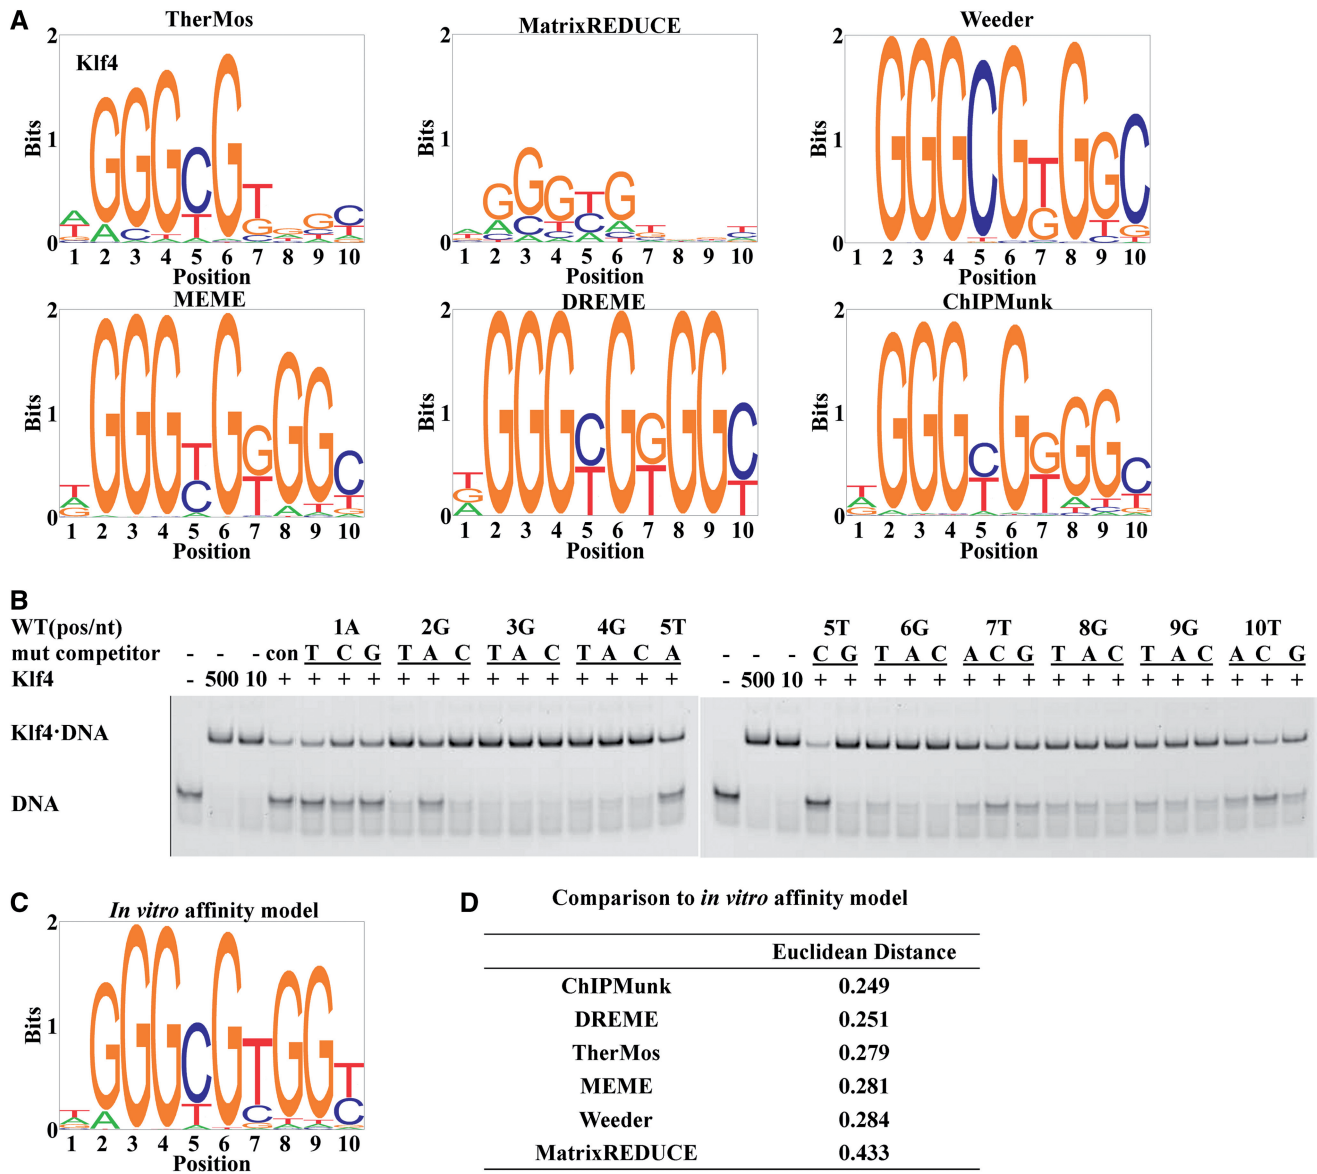 A
TherMos
MatrixREDUCE
Weeder
Klf4
2
1
0
Bits
1 2 3 4 5 6 7 8 9 10
Position
2
1
0
Bits
1 2 3 4 5 6 7 8 9 10
Position
2
1
0
Bits
1 2 3 4 5 6 7 8 9 10
Position
MEME
DREME
ChIPMunk
2
1
0
Bits
1 2 3 4 5 6 7 8 9 10
Position
2
1
0
Bits
1 2 3 4 5 6 7 8 9 10
Position
2
1
0
Bits
1 2 3 4 5 6 7 8 9 10
Position
B
WT(pos/nt) 1A 2G 3G 4G 5T 5T 6G 7T 8G 9G 10T
mut competitor - - - con T C G T A C T A C T A C A - - - C G T A C A C G T A C T A C A C G
Klf4 - 500 10 + + + + + + + + + + + + + + - 500 10 + + + + + + + + + + + + + + + + +
Klf4·DNA
DNA
C
In vitro affinity model
2
1
0
Bits
1 2 3 4 5 6 7 8 9 10
Position
D
Comparison to in vitro affinity model
Euclidean Distance
ChIPMunk 0.249
DREME 0.251
TherMos 0.279
MEME 0.281
Weeder 0.284
MatrixREDUCE 0.433